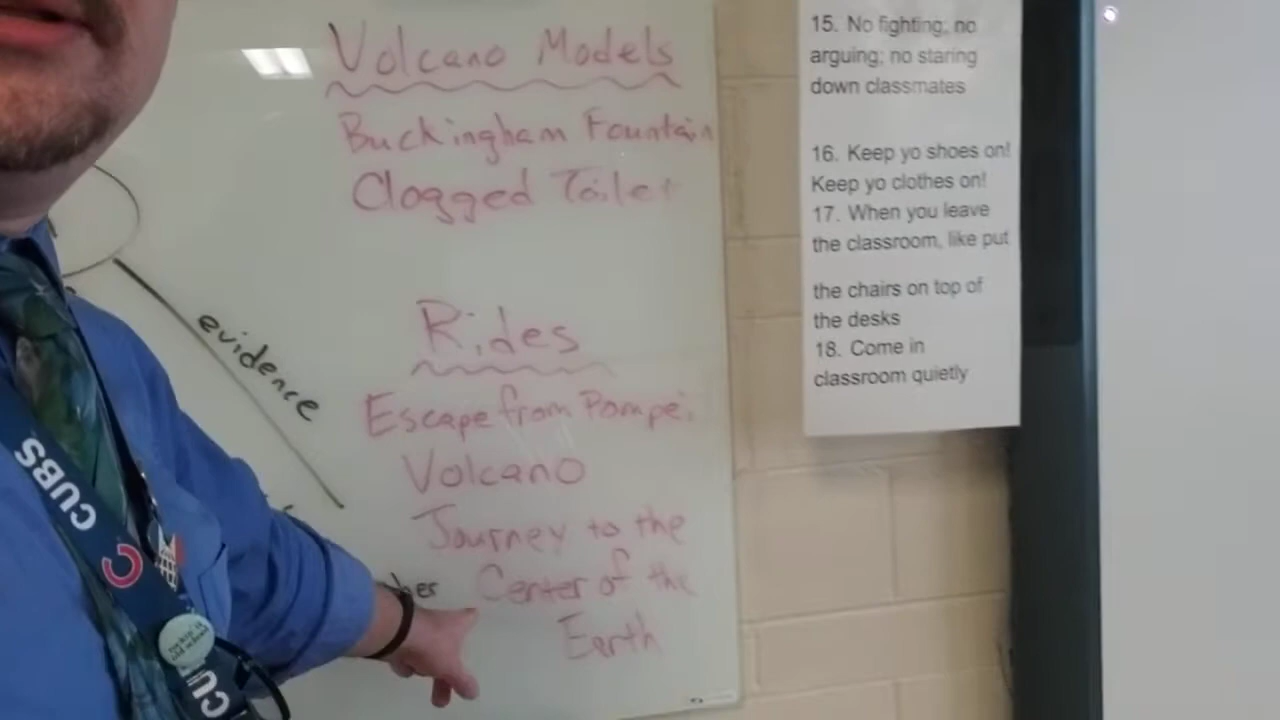 Volcano Models
Buckingham Fountain
Clogged Toilet
Rides
Escape from Pompei
Volcano
Journey to the
Center of the
Earth
evidence
15. No fighting; no
arguing; no staring
down classmates
16. Keep yo shoes on!
Keep yo clothes on!
17. When you leave
the classroom, like put
the chairs on top of
the desks
18. Come in
classroom quietly
CUBS
CU